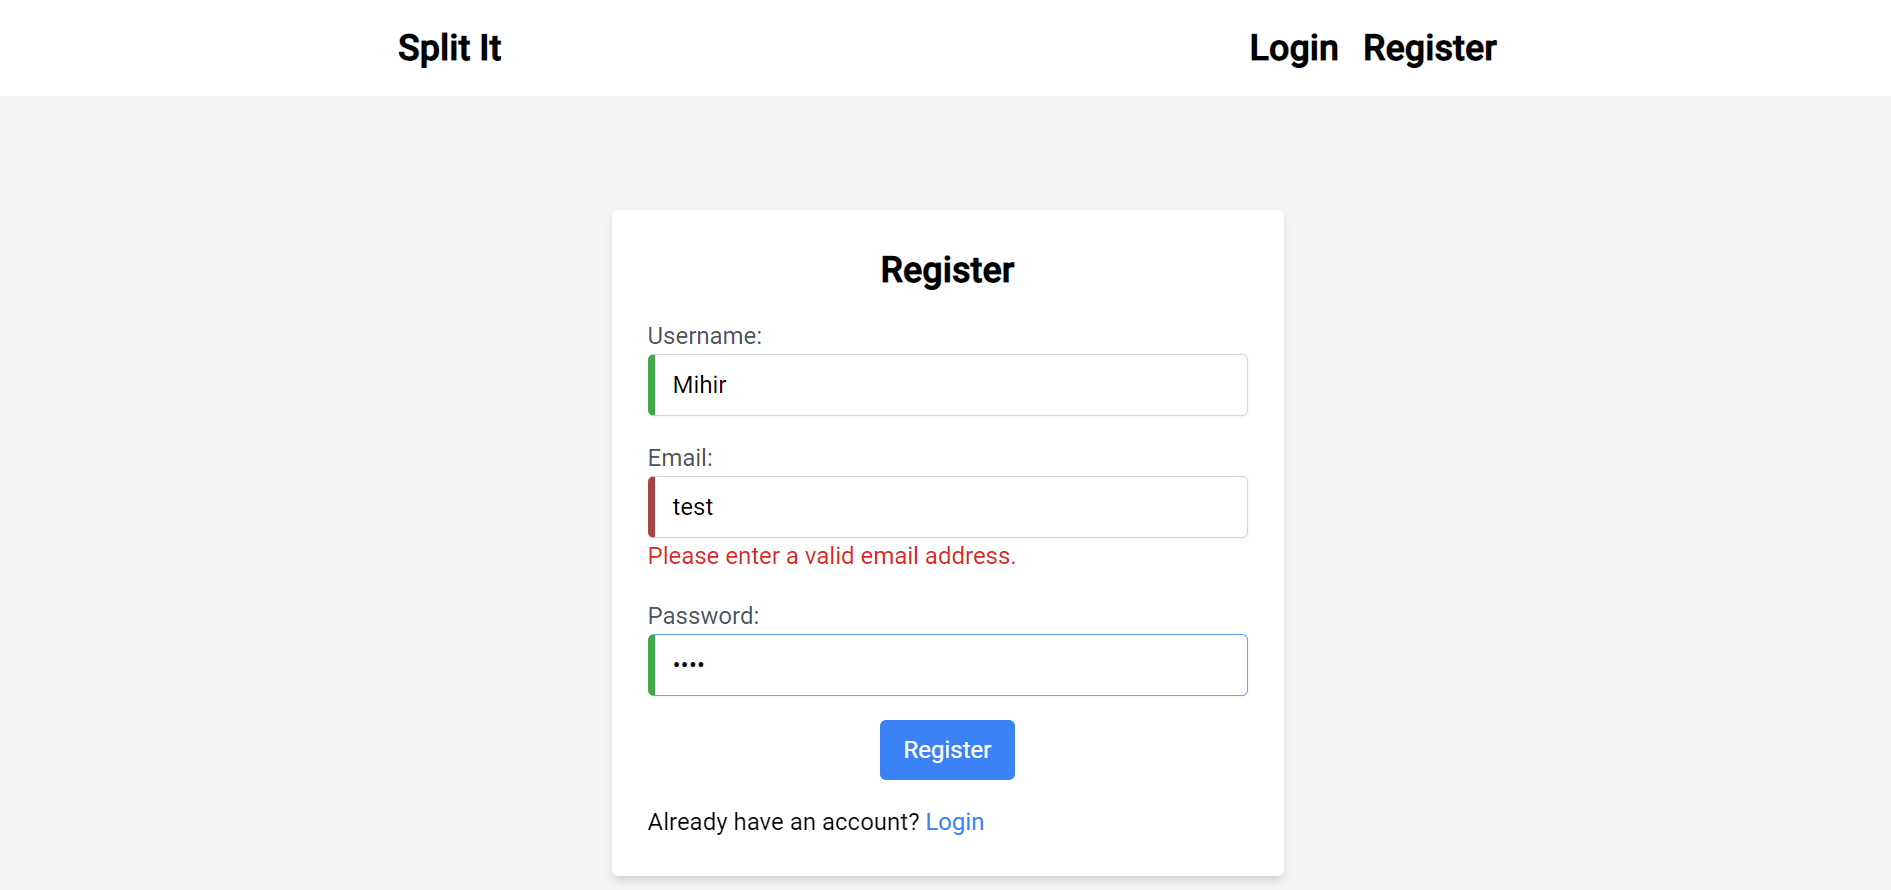 Split It
Login Register
Register
Username:
Mihir
Email:
test
Please enter a valid email address.
Password:
••••
Register
Already have an account? Login